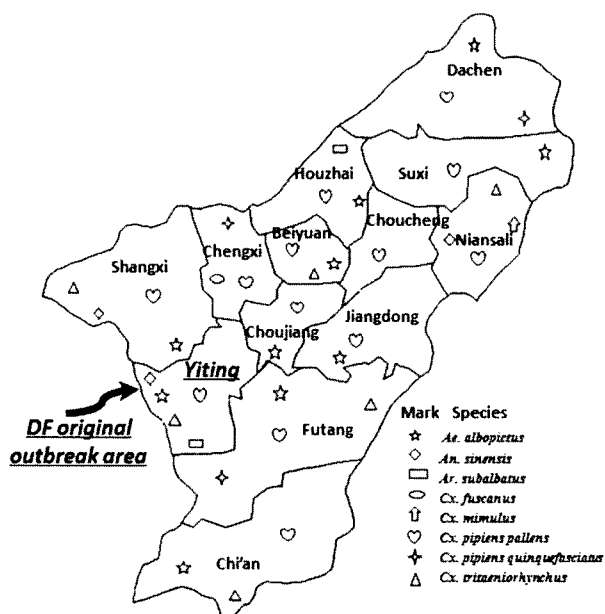 Dachen
Houzhai
Suxi
Choucheng
Beiyuan
Niansali
Chengxi
Shangxi
Choujiang
Jiangdong
Yiting
DF original
outbreak area
Futang
Chi'an
Mark Species
Ae. albopictus
An. sinensis
Ar. subalbatus
Cx. fuscanus
Cx. mimulus
Cx. pipiens pallens
Cx. pipiens quinquefasciatus
Cx. tritaeniorhynchus